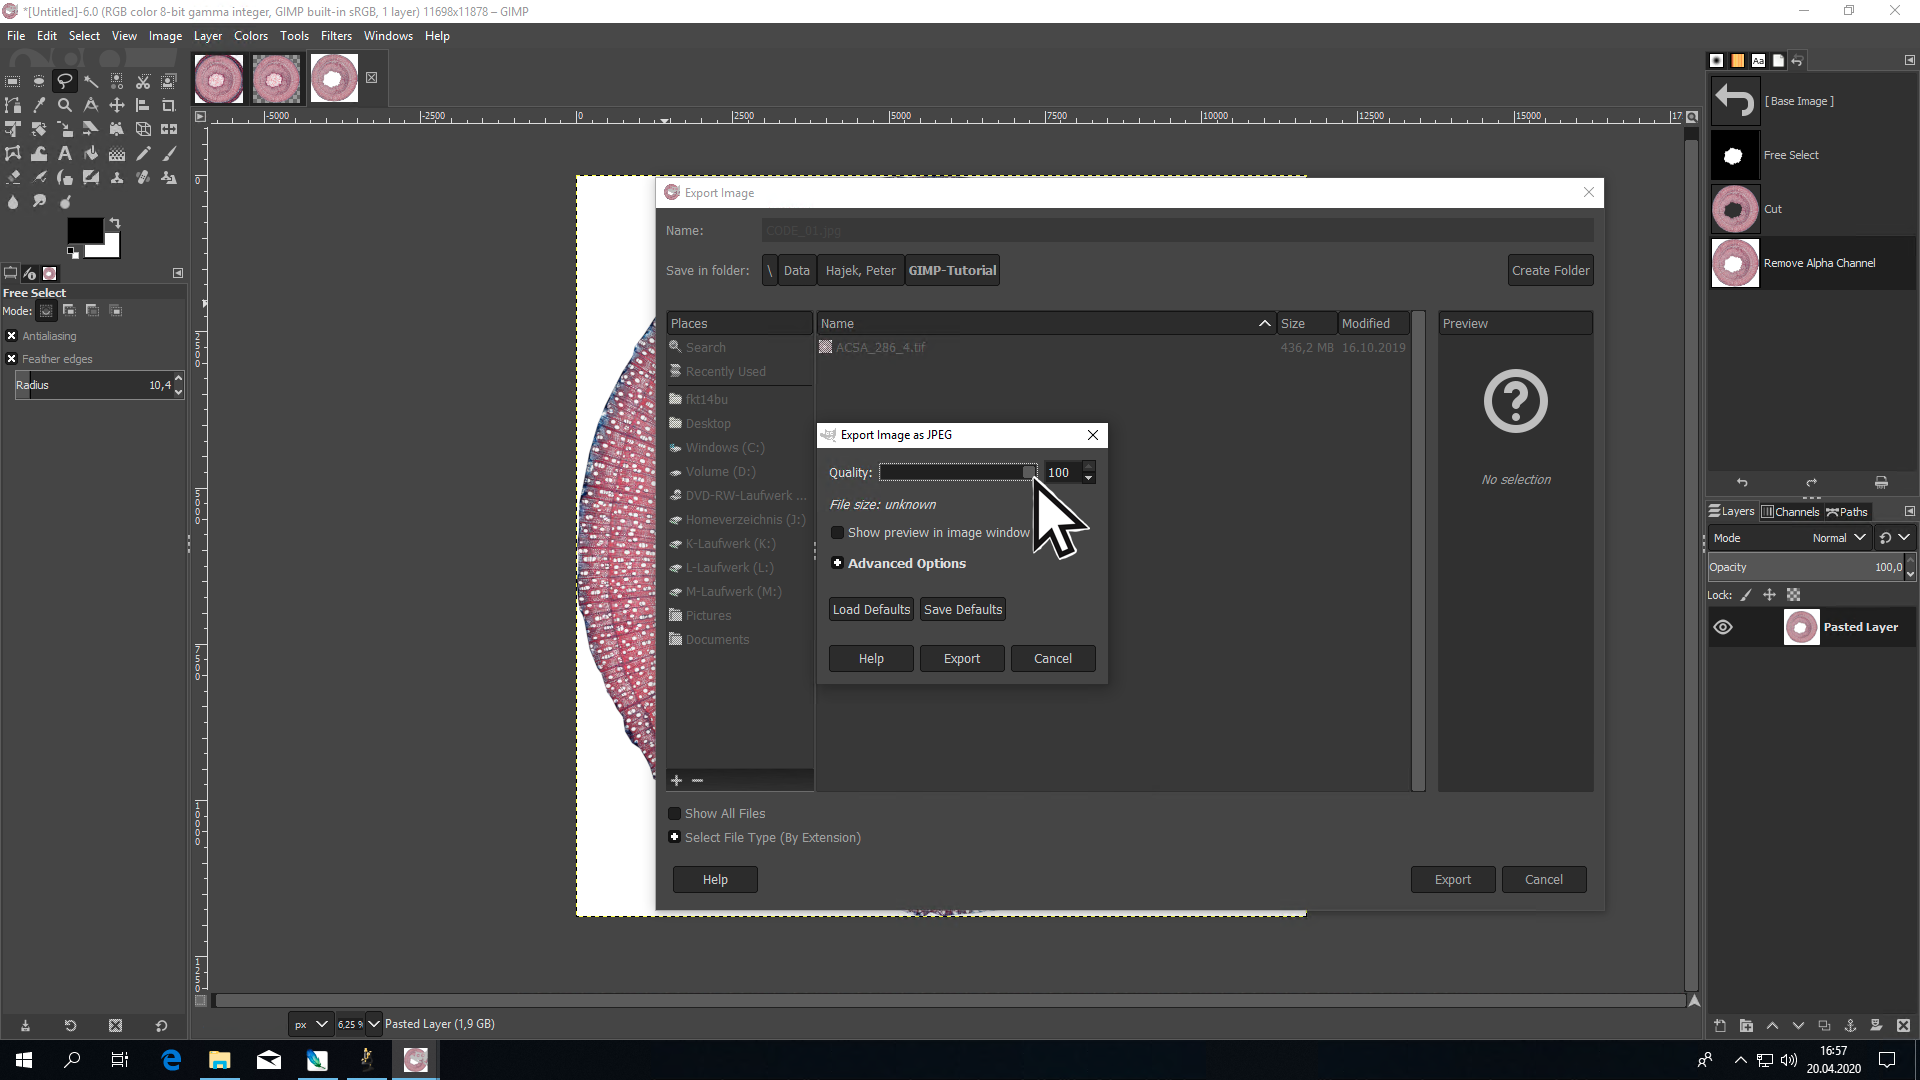 *[Untitled]-6.0 (RGB color 8-bit gamma integer, GIMP built-in sRGB, 1 layer) 11698x11878 – GIMP
File Edit Select View Image Layer Colors Tools Filters Windows Help
-5000 -2500 0 2500 5000 7500 10000 12500 15000
Free Select
Mode:
Antialiasing
Feather edges
Radius 10,4
0
2500
5000
7500
10000
Export Image
Name: CODE_01.jpg
Save in folder: \ Data Hajek, Peter GIMP-Tutorial Create Folder
Places
Search
Recently Used
fkt14bu
Desktop
Windows (C:)
Volume (D:)
DVD-RW-Laufwerk ...
Homeverzeichnis (J:)
K-Laufwerk (K:)
L-Laufwerk (L:)
M-Laufwerk (M:)
Pictures
Documents
Name Size Modified
ACSA_286_4.tif 436,2 MB 16.10.2019
Preview
?
No selection
Export Image as JPEG
Quality: 100
File size: unknown
Show preview in image window
Advanced Options
Load Defaults Save Defaults
Help Export Cancel
Show All Files
Select File Type (By Extension)
Help Export Cancel
Aa
[ Base Image ]
Free Select
Cut
Remove Alpha Channel
Layers Channels Paths
Mode Normal
Opacity 100,0
Lock:
Pasted Layer
px 6,25 % Pasted Layer (1,9 GB)
16:57
20.04.2020